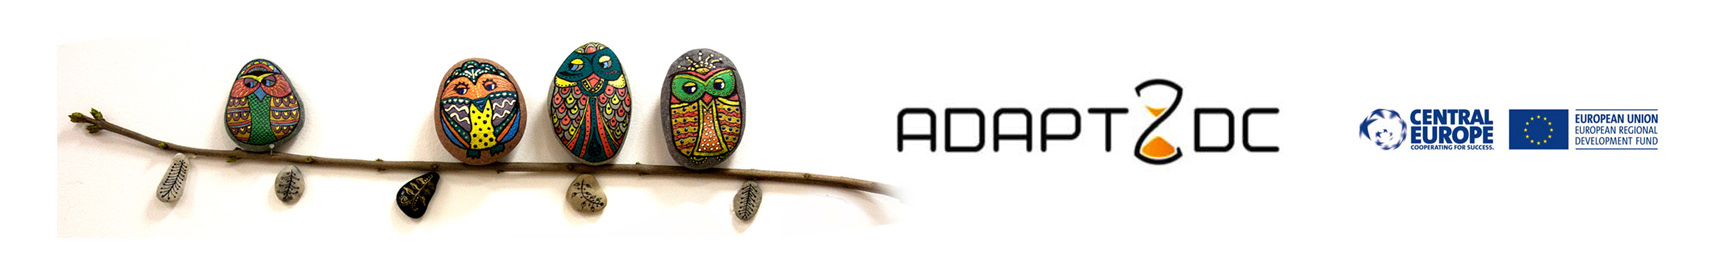 ADAPT2DC
CENTRAL
EUROPE
COOPERATING FOR SUCCESS.
EUROPEAN UNION
EUROPEAN REGIONAL
DEVELOPMENT FUND